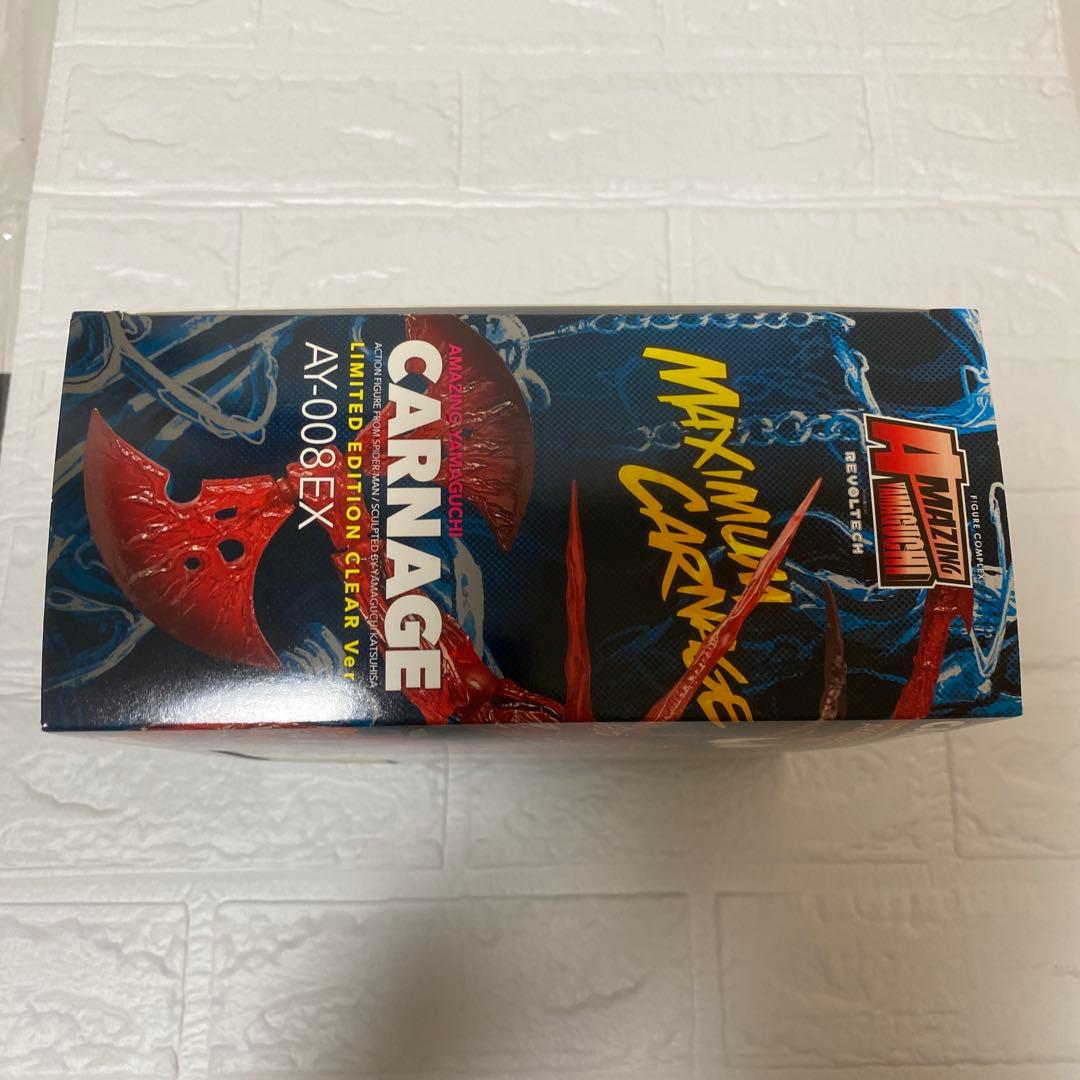 FIGURE COMPLEX
AMAZING
YAMAGUCHI
REVOLTECH
MAXIMUM
CARNAGE
AMAZING YAMAGUCHI
CARNAGE
ACTION FIGURE FROM SPIDER-MAN / SCULPTED BY YAMAGUCHI KATSUHISA
LIMITED EDITION CLEAR Ver
AY-008EX